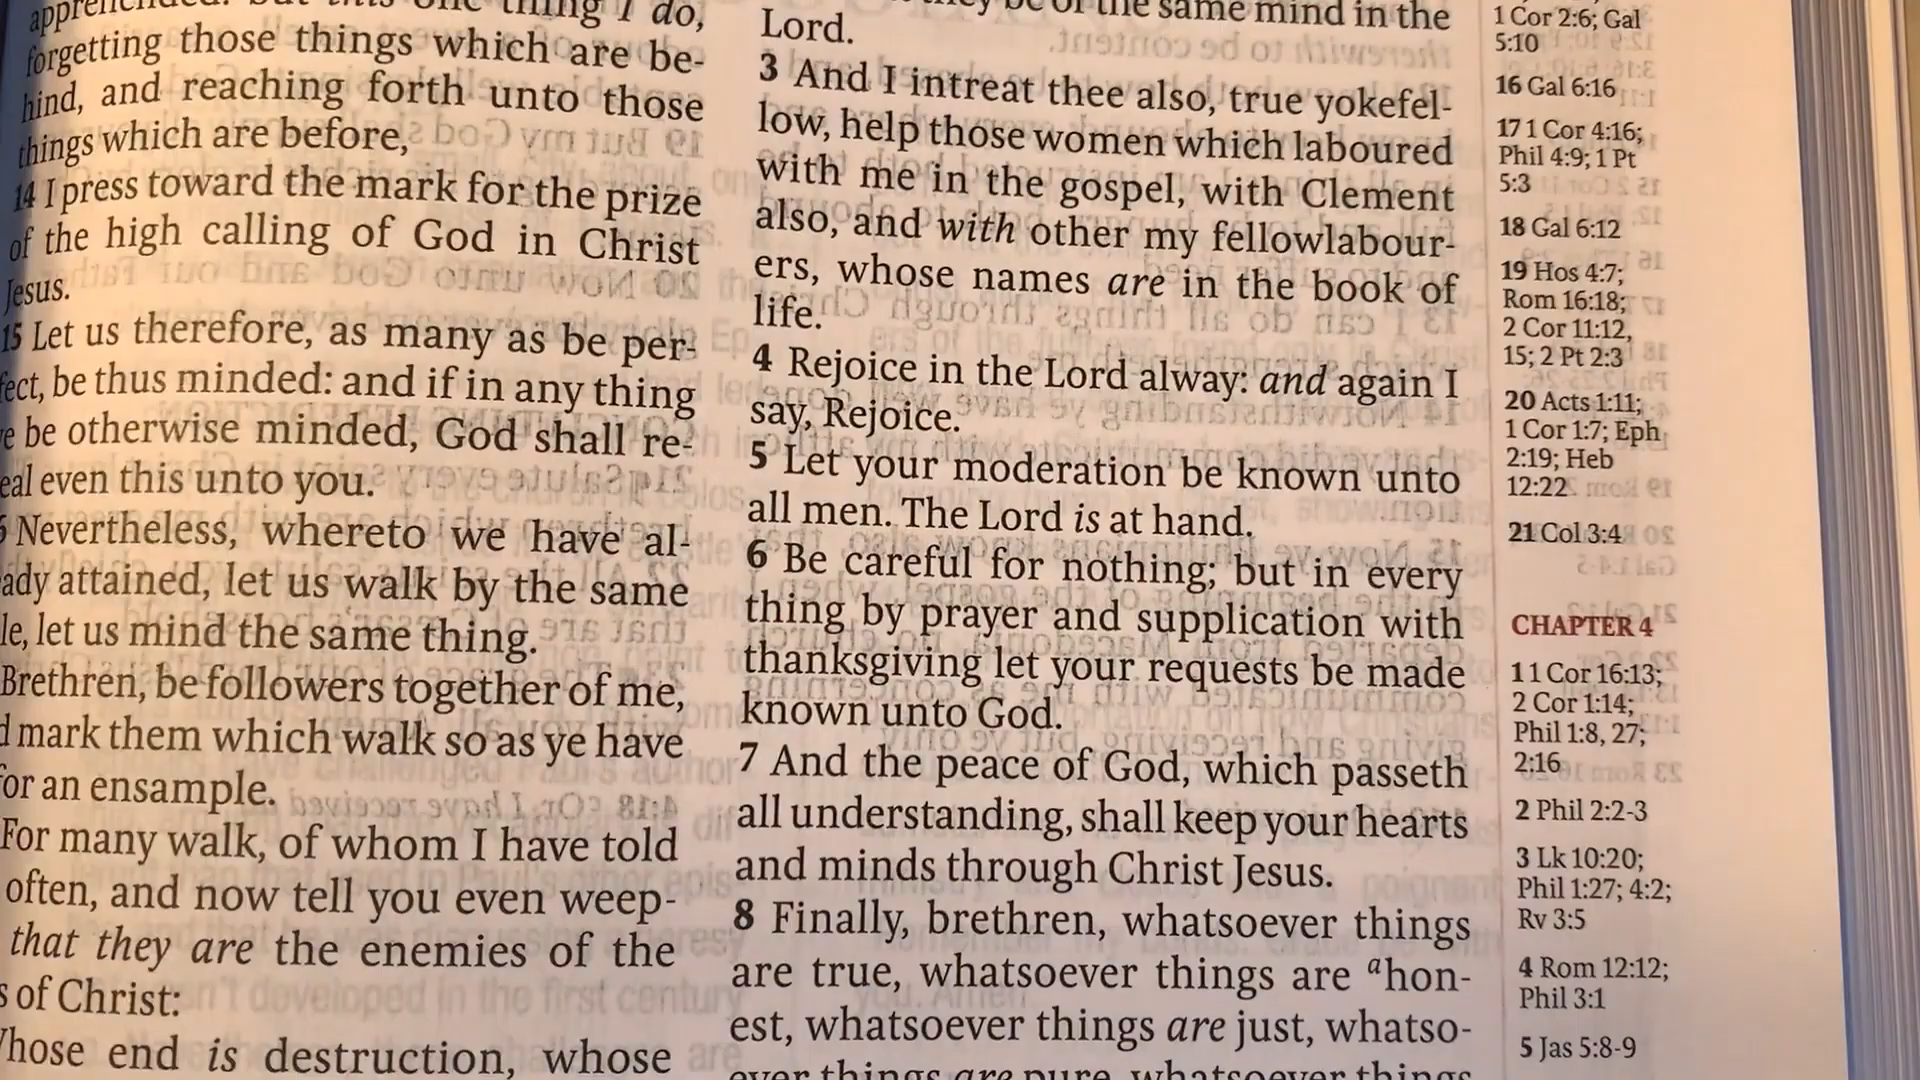 apprehended: but this one thing I do,
forgetting those things which are be-
hind, and reaching forth unto those
things which are before,
14 I press toward the mark for the prize
of the high calling of God in Christ
Jesus.
15 Let us therefore, as many as be per-
fect, be thus minded: and if in any thing
ye be otherwise minded, God shall re-
eal even this unto you.
6 Nevertheless, whereto we have al-
ady attained, let us walk by the same
le, let us mind the same thing.
Brethren, be followers together of me,
d mark them which walk so as ye have
for an ensample.
For many walk, of whom I have told
often, and now tell you even weep-
that they are the enemies of the
s of Christ:
Whose end is destruction, whose
they be of the same mind in the
Lord.
3 And I intreat thee also, true yokefel-
low, help those women which laboured
with me in the gospel, with Clement
also, and with other my fellowlabour-
ers, whose names are in the book of
life.
4 Rejoice in the Lord alway: and again I
say, Rejoice.
5 Let your moderation be known unto
all men. The Lord is at hand.
6 Be careful for nothing; but in every
thing by prayer and supplication with
thanksgiving let your requests be made
known unto God.
7 And the peace of God, which passeth
all understanding, shall keep your hearts
and minds through Christ Jesus.
8 Finally, brethren, whatsoever things
are true, whatsoever things are ᵃhon-
est, whatsoever things are just, whatso-
ever things are pure, whatsoever things
1 Cor 2:6; Gal
5:10
16 Gal 6:16
17 1 Cor 4:16;
Phil 4:9; 1 Pt
5:3
18 Gal 6:12
19 Hos 4:7;
Rom 16:18;
2 Cor 11:12,
15; 2 Pt 2:3
20 Acts 1:11;
1 Cor 1:7; Eph
2:19; Heb
12:22
21 Col 3:4
CHAPTER 4
1 1 Cor 16:13;
2 Cor 1:14;
Phil 1:8, 27;
2:16
2 Phil 2:2-3
3 Lk 10:20;
Phil 1:27; 4:2;
Rv 3:5
4 Rom 12:12;
Phil 3:1
5 Jas 5:8-9